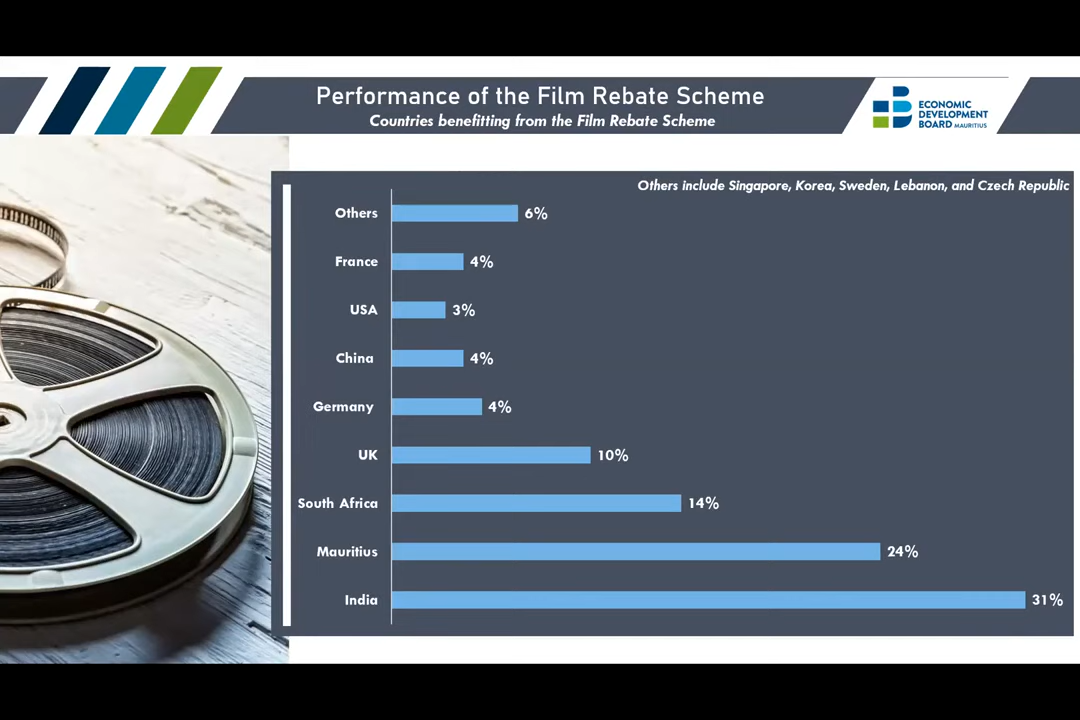 Performance of the Film Rebate Scheme
Countries benefitting from the Film Rebate Scheme
ECONOMIC
DEVELOPMENT
BOARD MAURITIUS
Others include Singapore, Korea, Sweden, Lebanon, and Czech Republic
Others 6%
France 4%
USA 3%
China 4%
Germany 4%
UK 10%
South Africa 14%
Mauritius 24%
India 31%